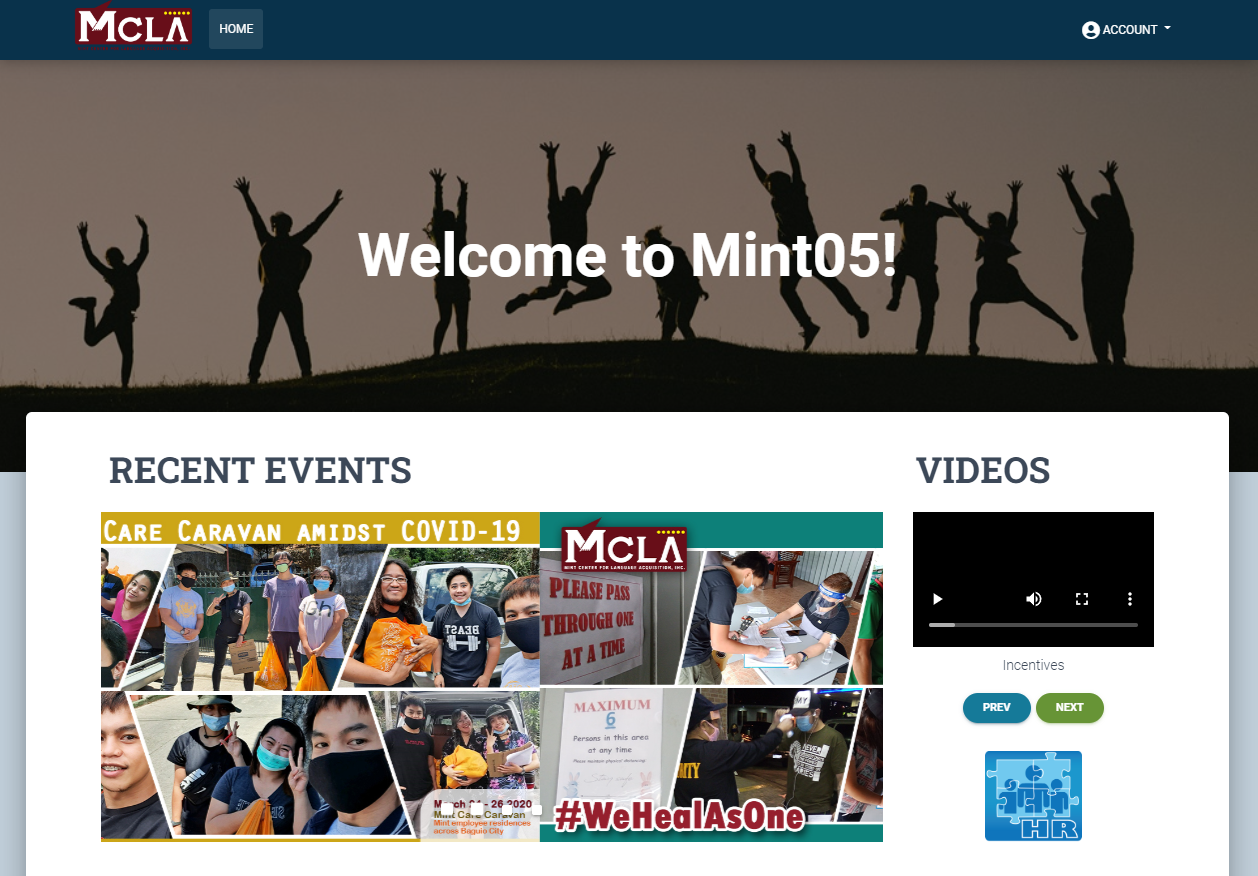 MCLA
HOME
ACCOUNT
Welcome to Mint05!
RECENT EVENTS
VIDEOS
CARE CARAVAN AMIDST COVID-19
MCLA
MINT CENTER FOR LANGUAGE ACQUISITION, INC.
PLEASE PASS
THROUGH ONE
AT A TIME
BEAST
MAXIMUM
6
Persons in this area
at any time
Please maintain physical distancing!
March 24 - 26 2020
Mint Care Caravan
Mint employee residences
across Baguio City
#WeHealAsOne
Incentives
PREV
NEXT
HR